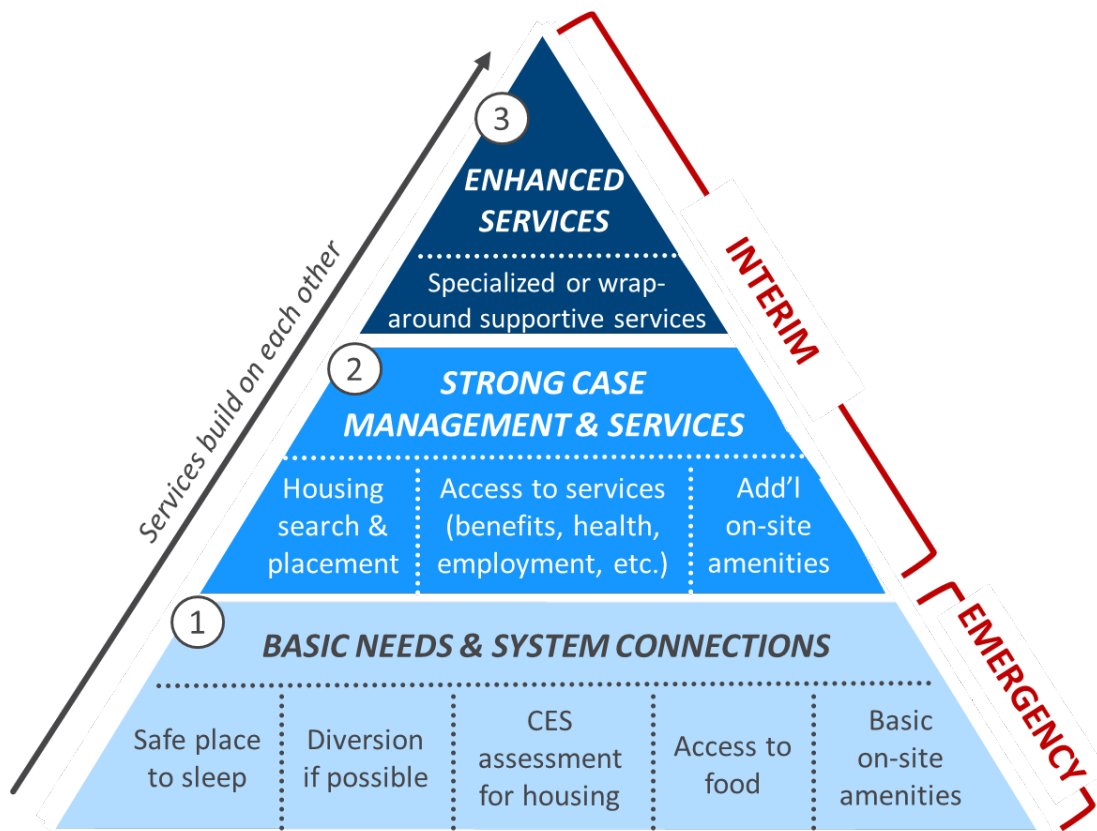 3
ENHANCED
SERVICES
Specialized or wrap-
around supportive services
2
STRONG CASE
MANAGEMENT & SERVICES
Housing
search &
placement
Access to services
(benefits, health,
employment, etc.)
Add’l
on-site
amenities
1
BASIC NEEDS & SYSTEM CONNECTIONS
Safe place
to sleep
Diversion
if possible
CES
assessment
for housing
Access to
food
Basic
on-site
amenities
Services build on each other
INTERIM
EMERGENCY